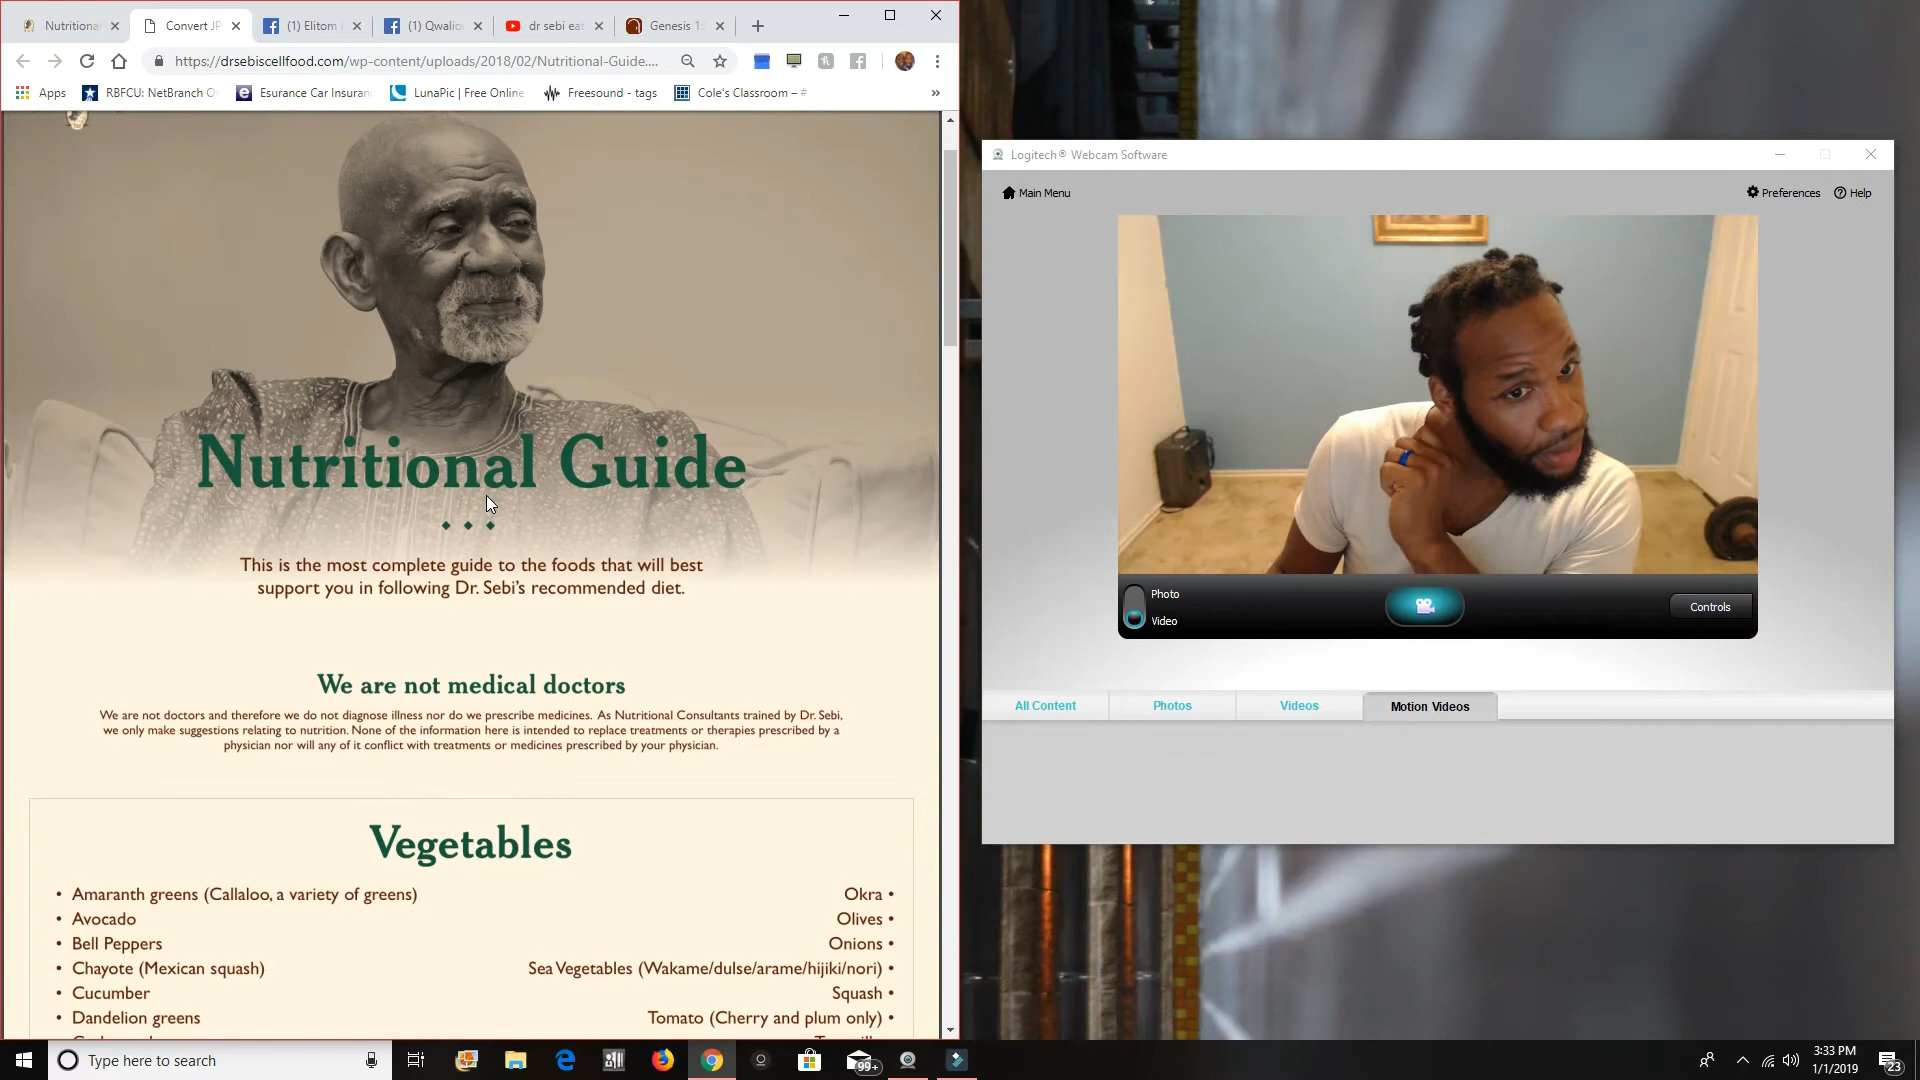 Nutritional
Convert JP
(1) Elitom
(1) Qwalio
dr sebi eat
Genesis 1:
https://drsebiscellfood.com/wp-content/uploads/2018/02/Nutritional-Guide....
Apps
RBFCU: NetBranch O
Esurance Car Insuran
LunaPic | Free Online
Freesound - tags
Cole's Classroom – #
»
Nutritional Guide
This is the most complete guide to the foods that will best
support you in following Dr. Sebi's recommended diet.
We are not medical doctors
We are not doctors and therefore we do not diagnose illness nor do we prescribe medicines. As Nutritional Consultants trained by Dr. Sebi,
we only make suggestions relating to nutrition. None of the information here is intended to replace treatments or therapies prescribed by a
physician nor will any of it conflict with treatments or medicines prescribed by your physician.
Vegetables
• Amaranth greens (Callaloo, a variety of greens)
• Avocado
• Bell Peppers
• Chayote (Mexican squash)
• Cucumber
• Dandelion greens
Okra •
Olives •
Onions •
Sea Vegetables (Wakame/dulse/arame/hijiki/nori) •
Squash •
Tomato (Cherry and plum only) •
Logitech® Webcam Software
Main Menu
Preferences
Help
Photo
Video
Controls
All Content
Photos
Videos
Motion Videos
Type here to search
99+
3:33 PM
1/1/2019
23